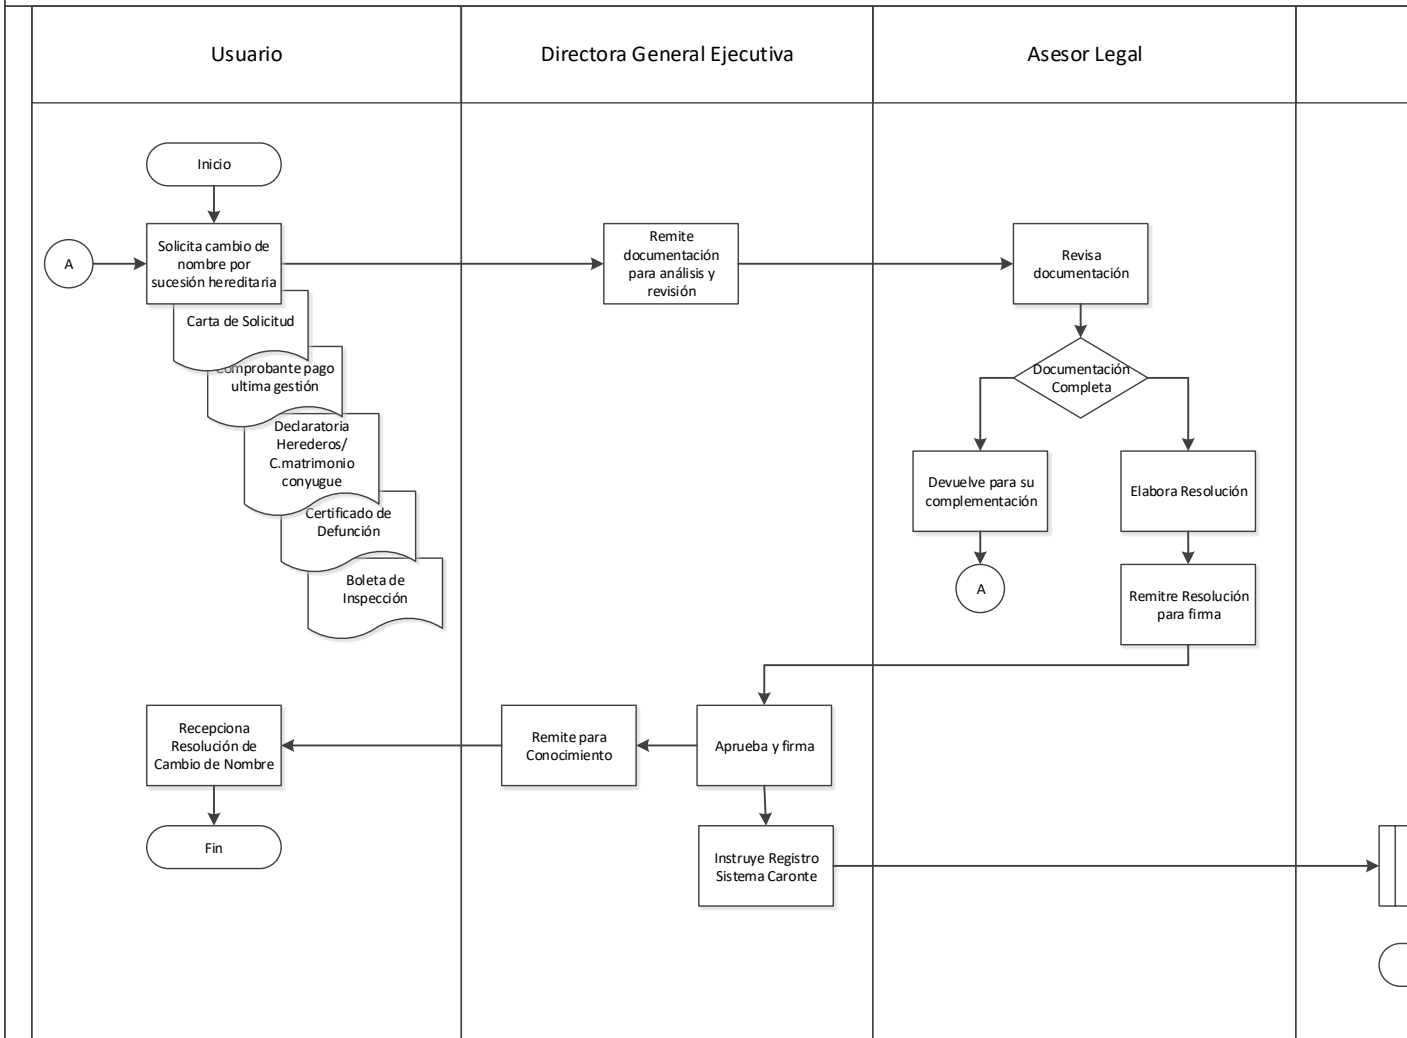 Usuario
Directora General Ejecutiva
Asesor Legal
Inicio
A
Solicita cambio de
nombre por
sucesión hereditaria
Remite
documentación
para análisis y
revisión
Revisa
documentación
Carta de Solicitud
Comprobante pago
ultima gestión
Declaratoria
Herederos/
C.matrimonio
conyugue
Certificado de
Defunción
Boleta de
Inspección
Documentación
Completa
Devuelve para su
complementación
Elabora Resolución
A
Remitre Resolución
para firma
Recepciona
Resolución de
Cambio de Nombre
Remite para
Conocimiento
Aprueba y firma
Fin
Instruye Registro
Sistema Caronte